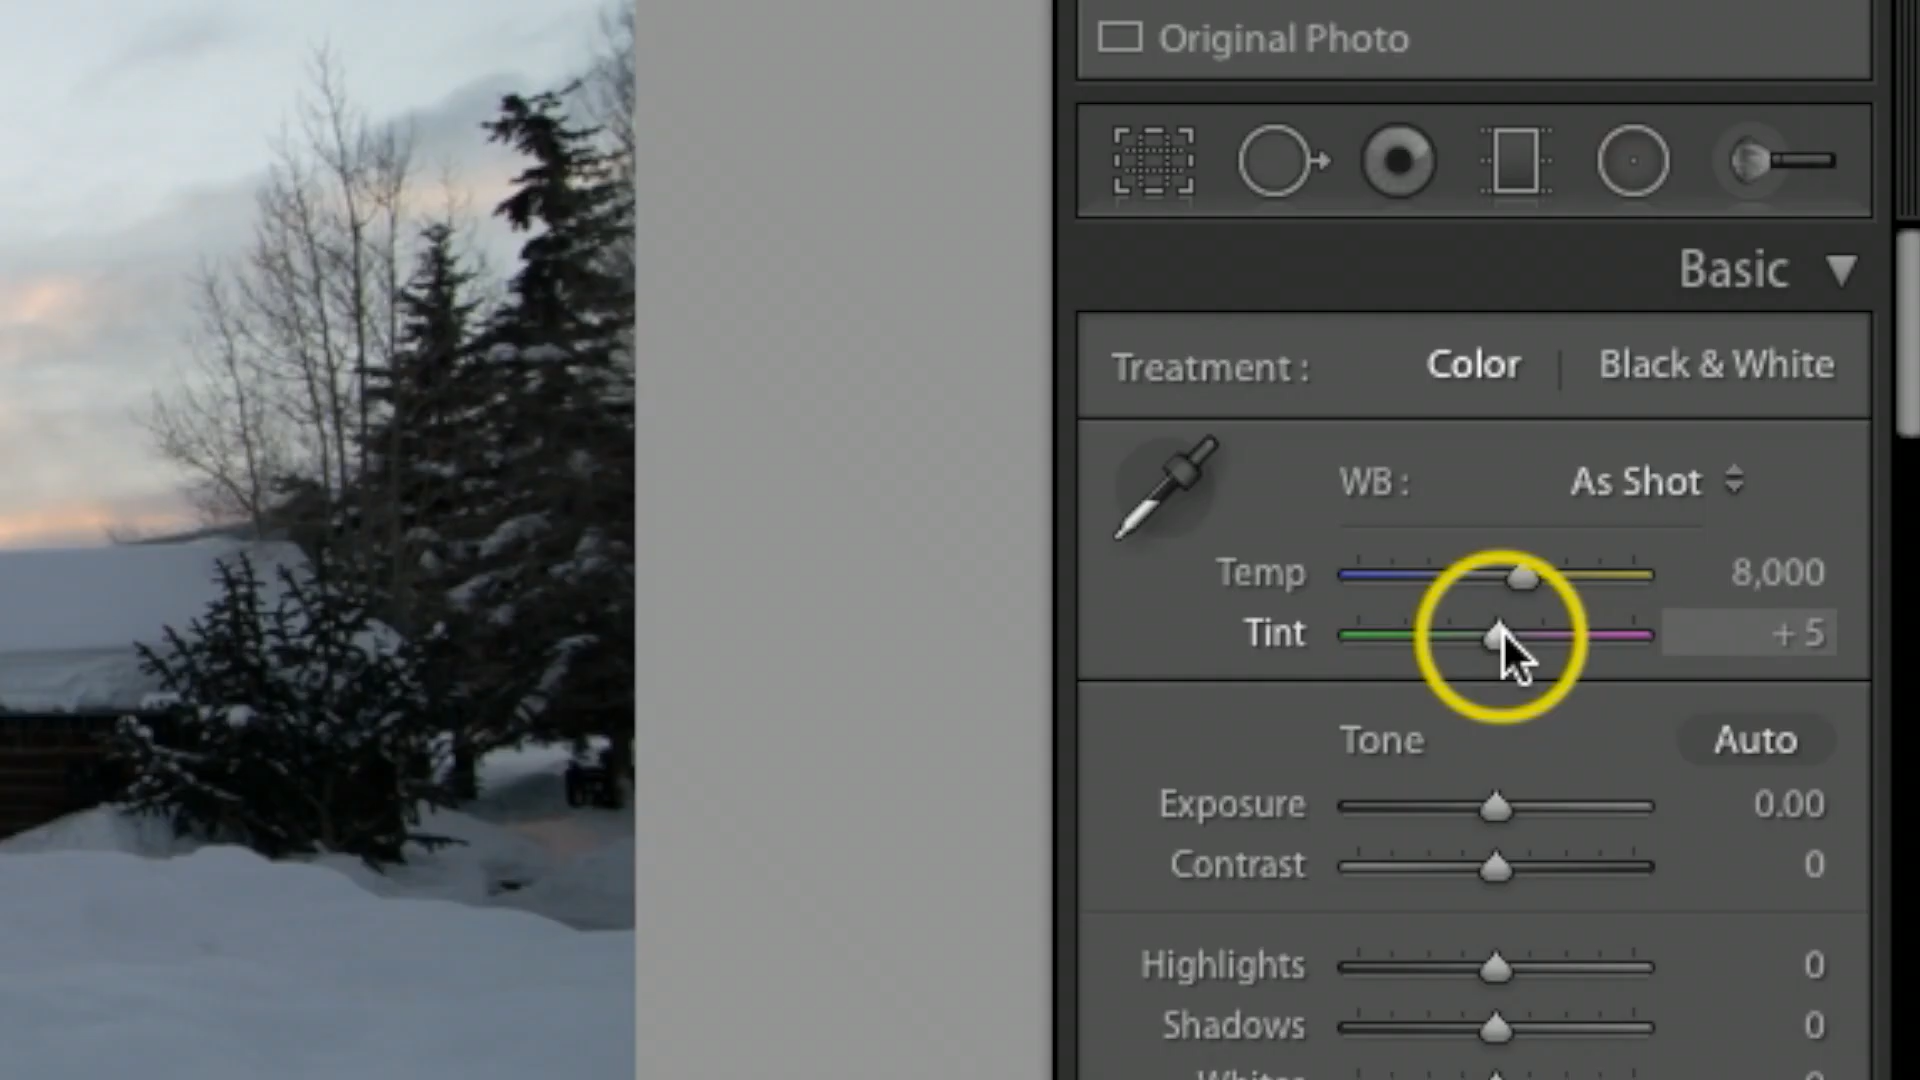 Original Photo
Basic
Treatment : Color | Black & White
WB : As Shot
Temp 8,000
Tint + 5
Tone Auto
Exposure 0.00
Contrast 0
Highlights 0
Shadows 0